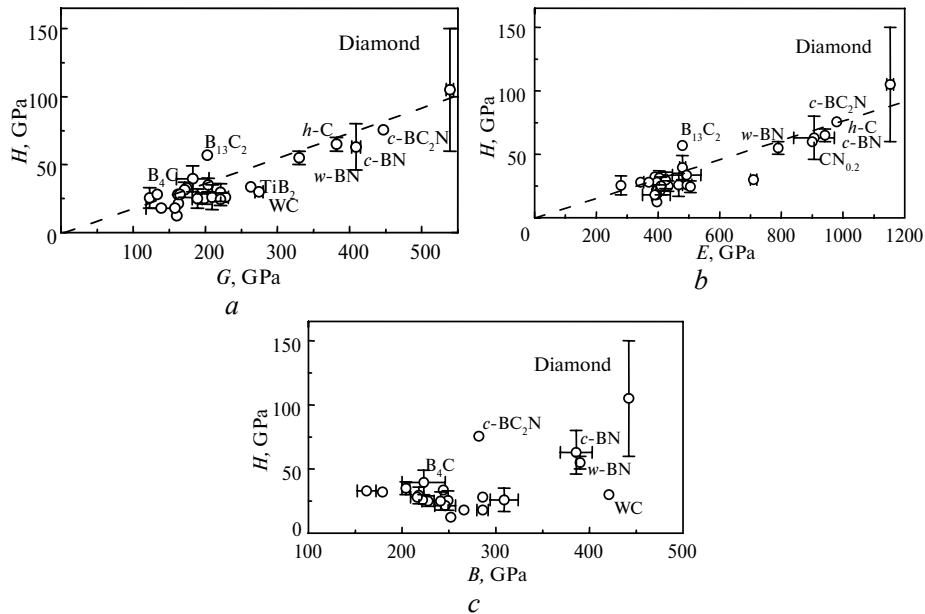 150
100
50
0
H, GPa
0
100
200
300
400
500
G, GPa
Diamond
B₁₃C₂
B₄C
h-C
c-BC₂N
c-BN
w-BN
TiB₂
WC
a
150
100
50
H, GPa
0
200
400
600
800
1000
1200
E, GPa
Diamond
c-BC₂N
B₁₃C₂
w-BN
h-C
c-BN
CN₀.₂
b
150
100
50
0
H, GPa
100
200
300
400
500
B, GPa
Diamond
c-BC₂N
c-BN
B₄C
w-BN
WC
c